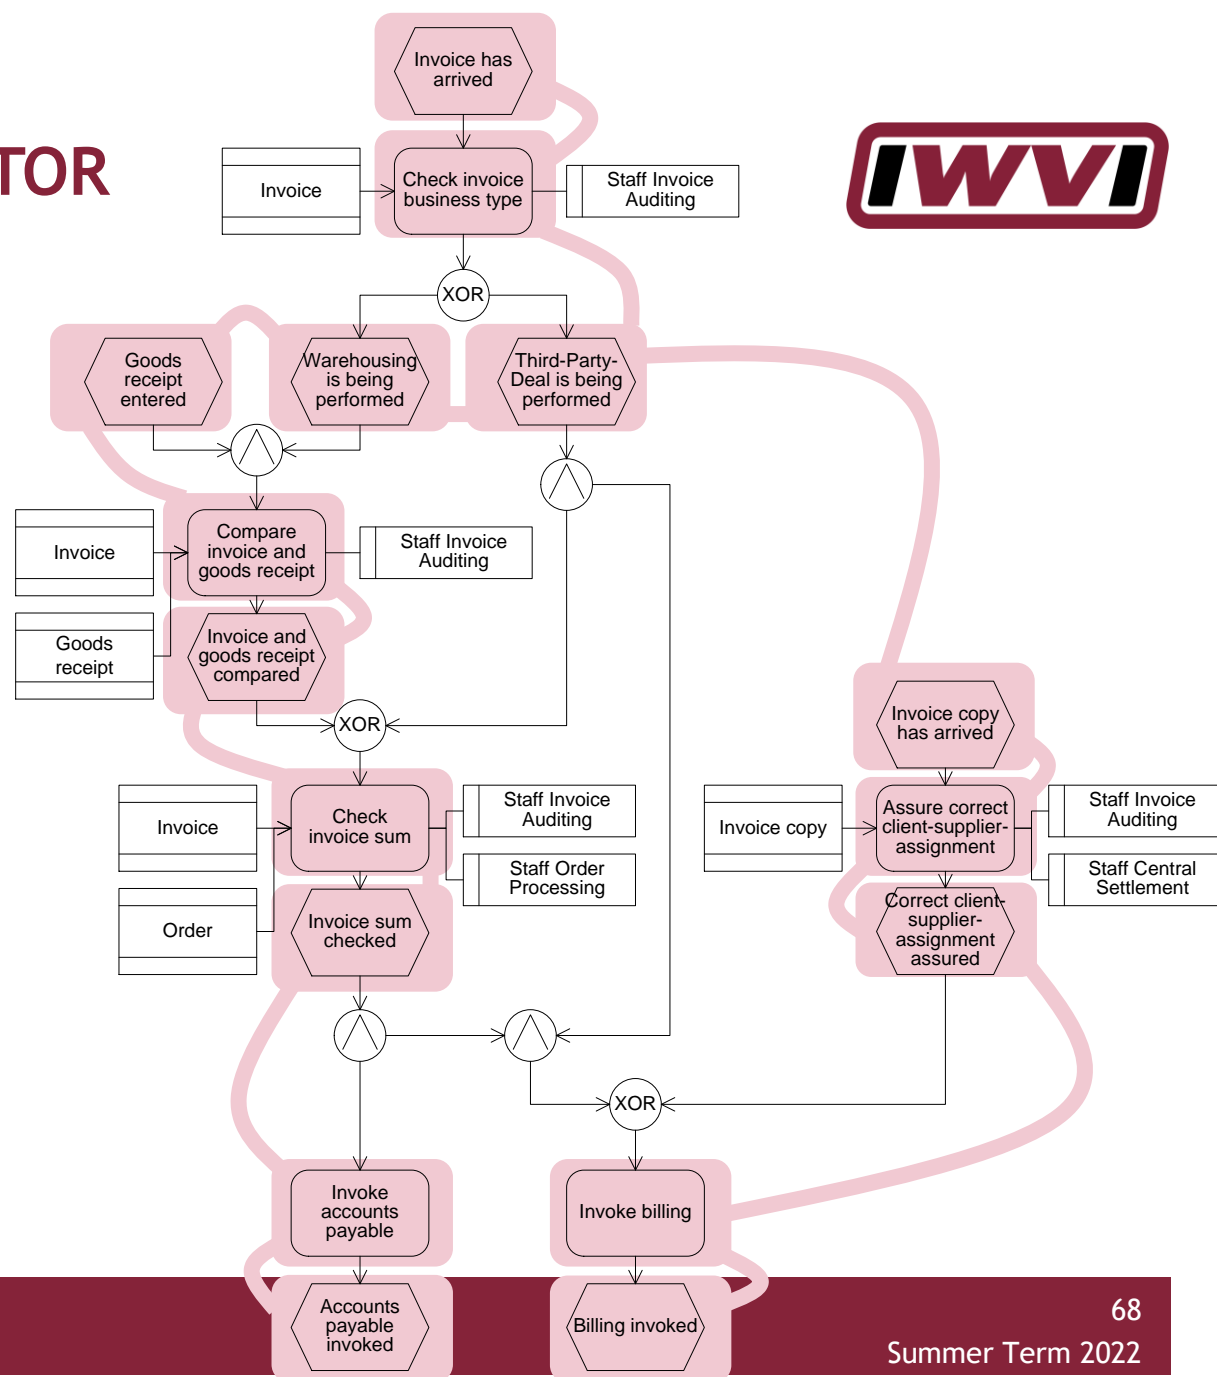 Invoice has
arrived
TOR
IWVI
Invoice
Check invoice
business type
Staff Invoice
Auditing
XOR
Goods
receipt
entered
Warehousing
is being
performed
Third-Party-
Deal is being
performed
Invoice
Compare
invoice and
goods receipt
Staff Invoice
Auditing
Goods
receipt
Invoice and
goods receipt
compared
XOR
Invoice copy
has arrived
Invoice
Check
invoice sum
Staff Invoice
Auditing
Staff Order
Processing
Invoice copy
Assure correct
client-supplier-
assignment
Staff Invoice
Auditing
Staff Central
Settlement
Order
Invoice sum
checked
Correct client-
supplier-
assignment
assured
XOR
Invoke
accounts
payable
Invoke billing
Accounts
payable
invoked
Billing invoked
68
Summer Term 2022